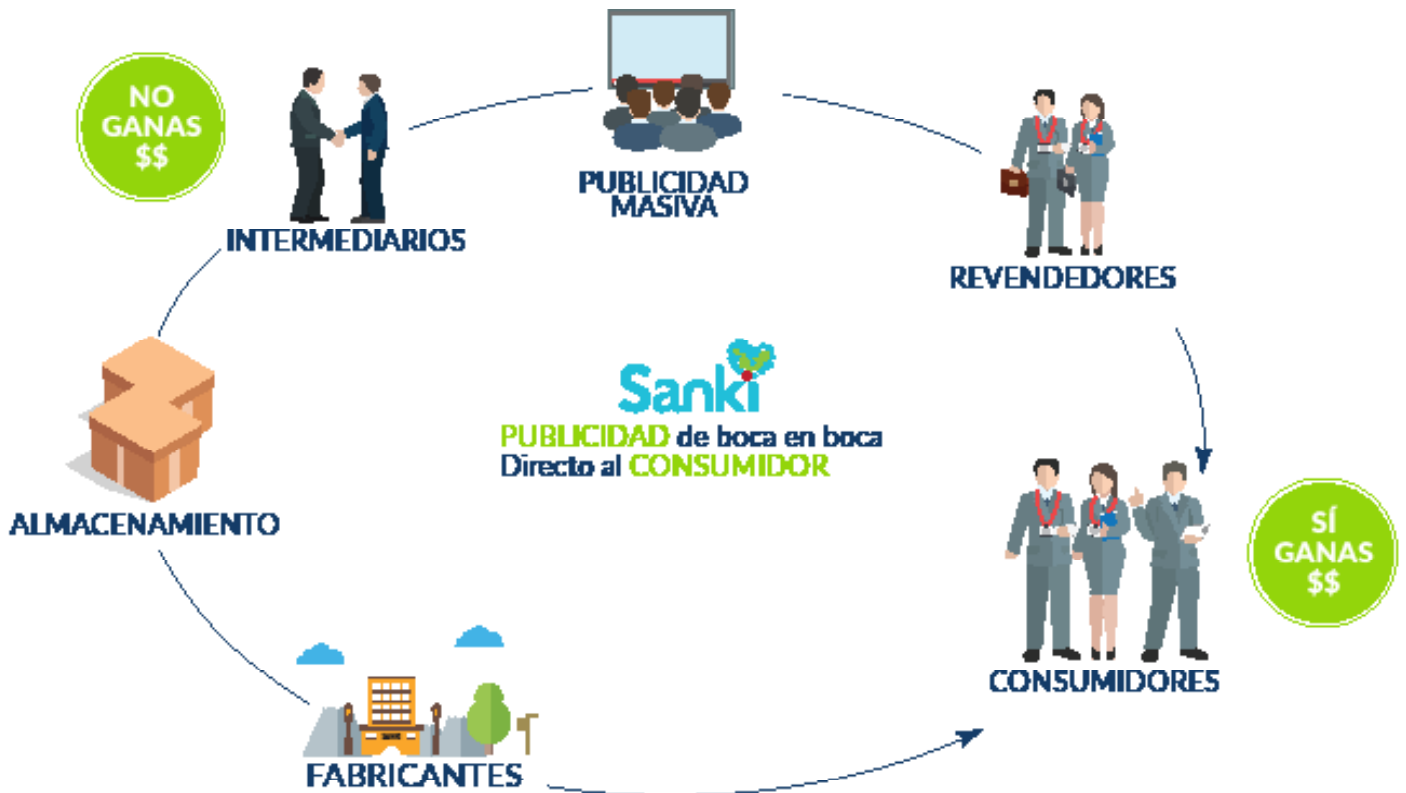 NO
GANAS
$$
INTERMEDIARIOS
PUBLICIDAD
MASIVA
REVENDEDORES
ALMACENAMIENTO
Sanki
PUBLICIDAD de boca en boca
Directo al CONSUMIDOR
SÍ
GANAS
$$
CONSUMIDORES
FABRICANTES